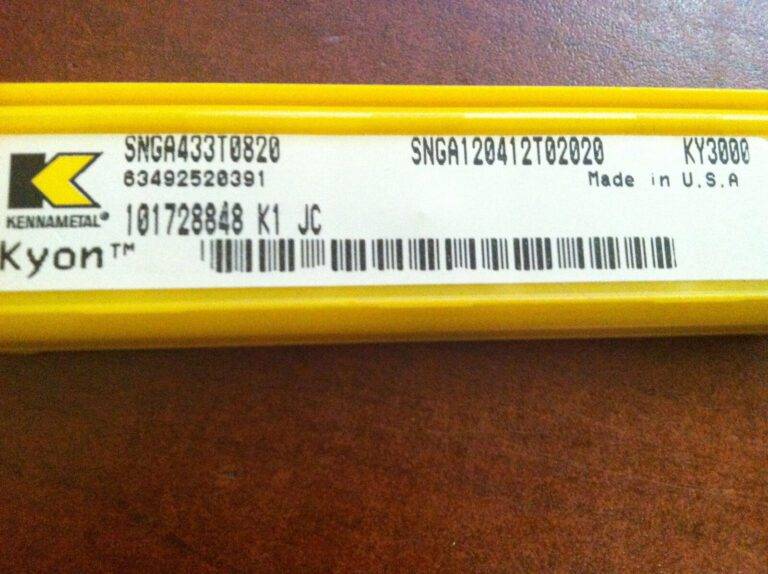 SNGA433T0820 SNGA120412T02020 KY3000
63492520391 Made in U.S.A
KENNAMETAL® 101728848 K1 JC
Kyon™